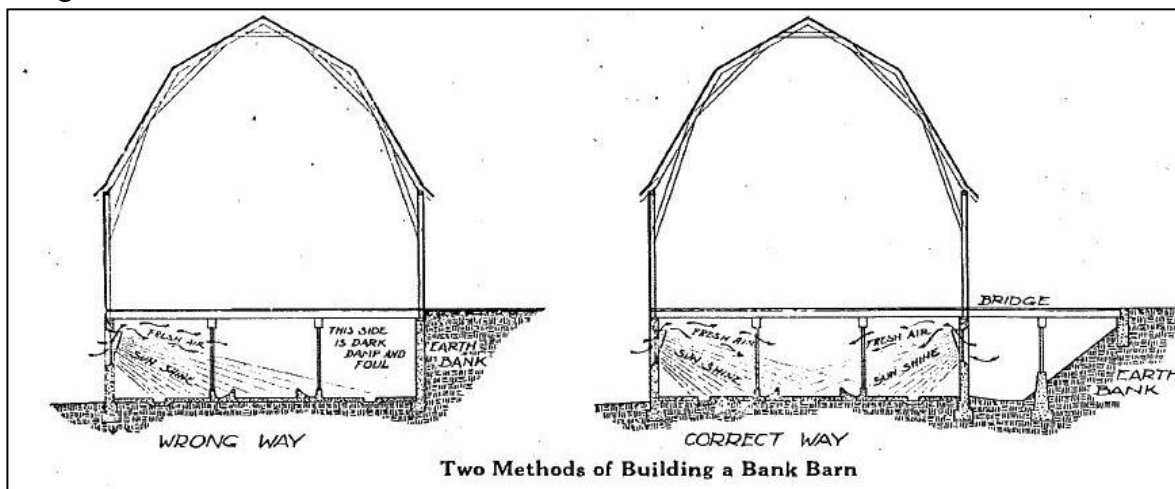 FRESH AIR
SUN SHINE
THIS SIDE
IS DARK
DAMP AND
FOUL
EARTH
BANK
WRONG WAY
BRIDGE
FRESH AIR
SUN SHINE
FRESH AIR
SUN SHINE
EARTH
BANK
CORRECT WAY
Two Methods of Building a Bank Barn